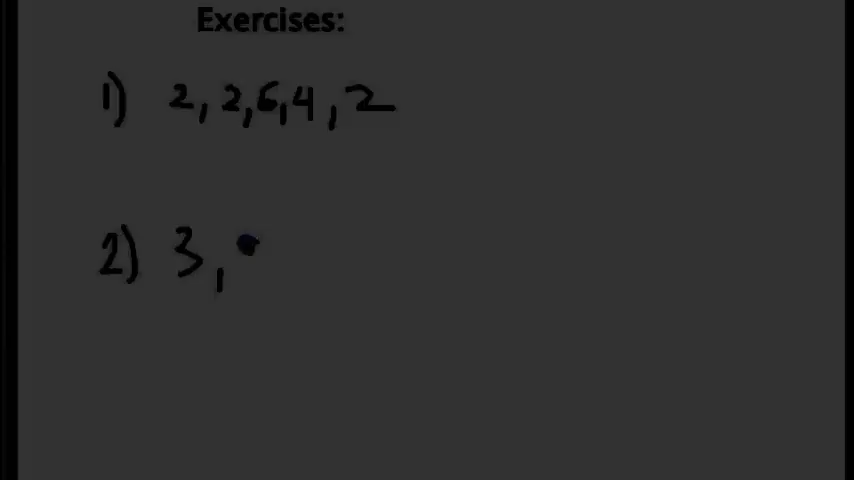 Exercises:
1) 2, 2, 6, 4, 2
2) 3,